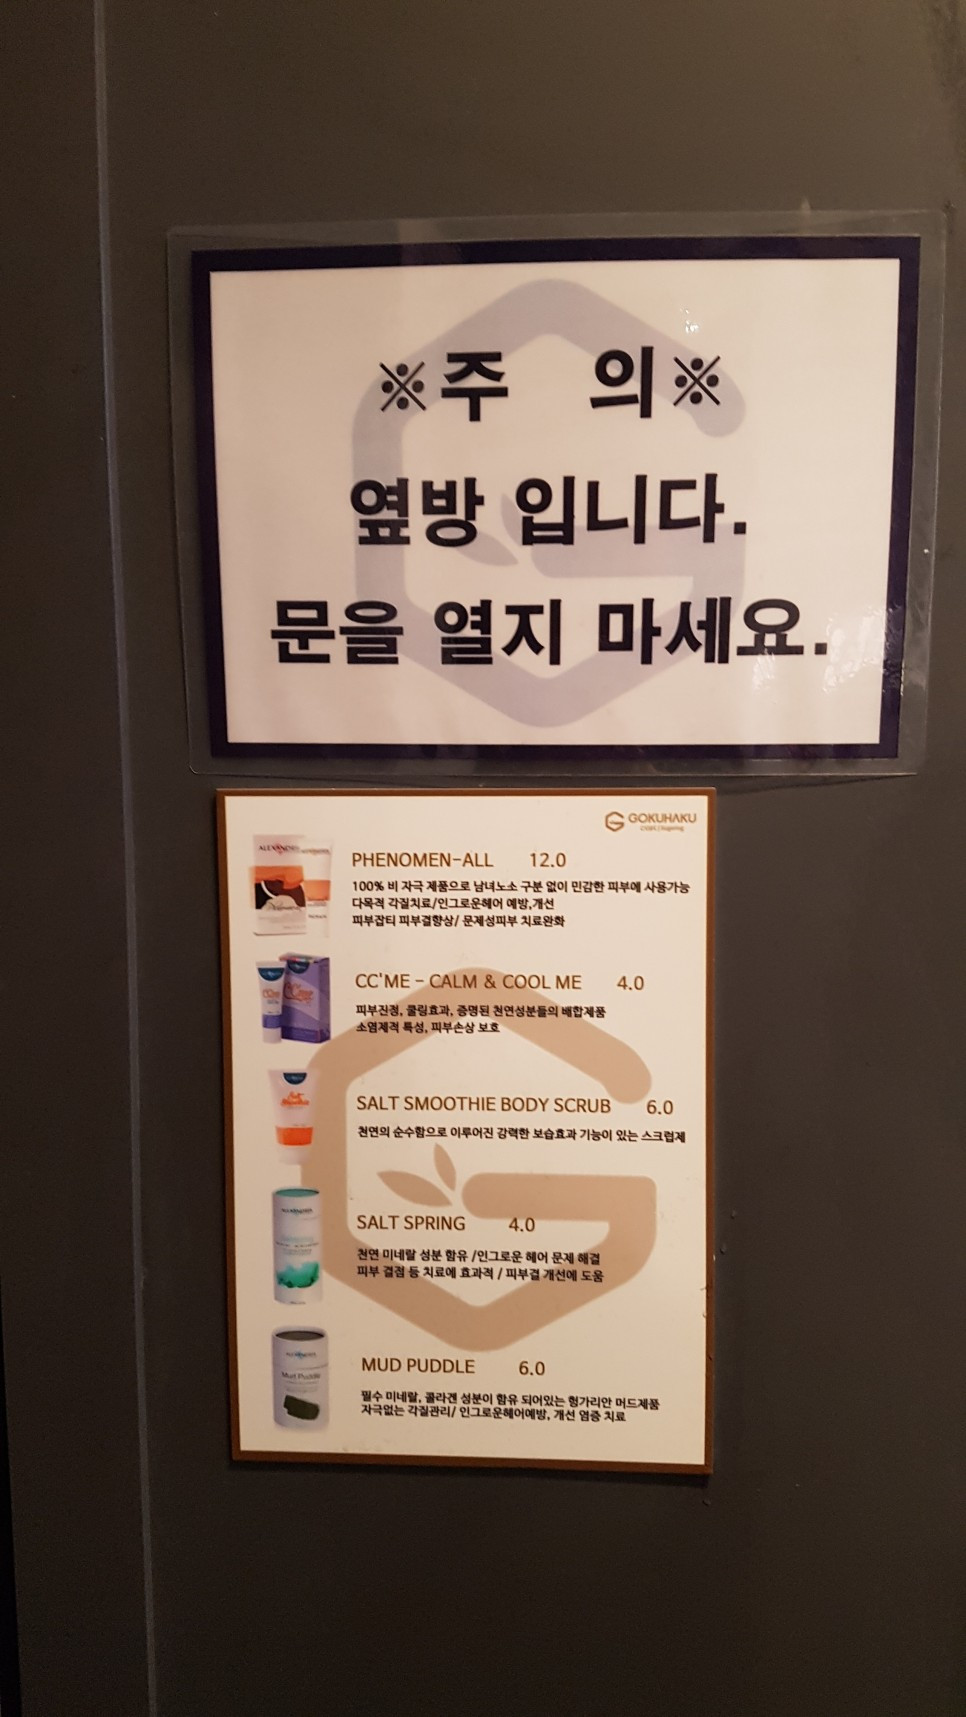 ※주 의※
옆방 입니다.
문을 열지 마세요.
GOKUHAKU
PHENOMEN-ALL 12.0
100% 비 자극 제품으로 남녀노소 구분 없이 민감한 피부에 사용가능
다목적 각질치료/인그로운헤어 예방,개선
피부잡티 피부결향상/ 문제성피부 치료완화
CC'ME - CALM & COOL ME 4.0
피부진정, 쿨링효과, 증명된 천연성분들의 배합제품
소염제적 특성, 피부손상 보호
SALT SMOOTHIE BODY SCRUB 6.0
천연의 순수함으로 이루어진 강력한 보습효과 기능이 있는 스크럽제
SALT SPRING 4.0
천연 미네랄 성분 함유 /인그로운 헤어 문제 해결
피부 결점 등 치료에 효과적 / 피부결 개선에 도움
Mud Puddle
MUD PUDDLE 6.0
필수 미네랄, 콜라겐 성분이 함유 되어있는 헝가리안 머드제품
자극없는 각질관리/ 인그로운헤어예방, 개선 염증 치료